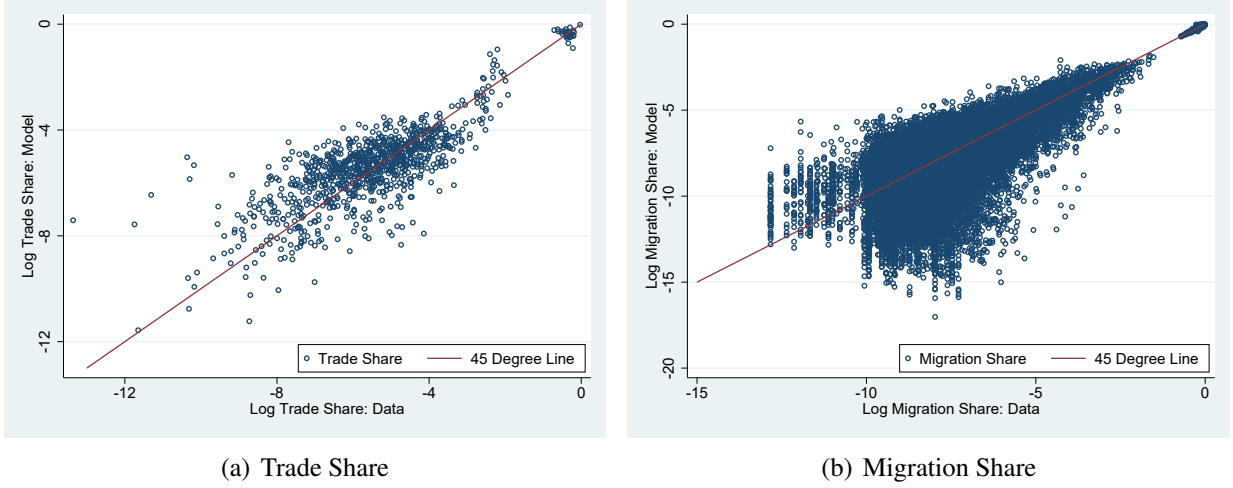 0
-4
-8
-12
Log Trade Share: Model
Trade Share
45 Degree Line
-12
-8
-4
0
Log Trade Share: Data
(a) Trade Share
0
-5
-10
-15
-20
Log Migration Share: Model
Migration Share
45 Degree Line
-15
-10
-5
0
Log Migration Share: Data
(b) Migration Share